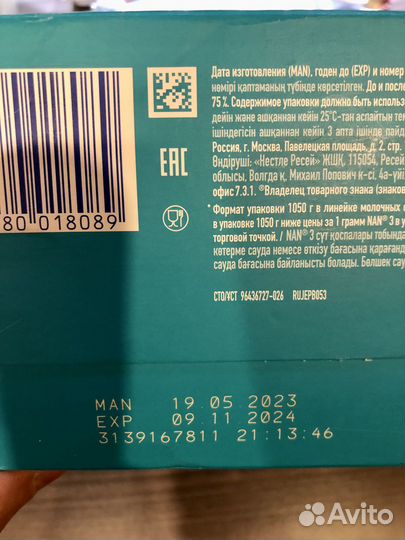 Дата изготовления (MAN), годен до (EXP) и номер
нөмірі қаптаманың түбінде көрсетілген. До и после
75 %. Содержимое упаковки должно быть использ
дейін және ашқаннан кейін 25°C-тан аспайтын тем
ішіндегісін ашқаннан кейін 3 апта ішінде пайд
Россия, г. Москва, Павелецкая площадь, д. 2, стр.
Өндіруші: «Нестле Ресей» ЖШҚ, 115054, Ресей
облысы, Вологда қ., Михаил Попович к-сі, 4а-үйі
офис 7.3.1. ®Владелец товарного знака (знаков
* Формат упаковки 1050 г в линейке молочных
в упаковке 1050 г ниже цены за 1 грамм NAN® 3 в у
торговой точкой. / NAN® 3 сүт қоспалары тобында
көтерме сауда немесе өткізу бағасына қараған
сауда бағасына байланысты болады. Бөлшек сау
СТО/ҰСТ 96436727-026 RUJEPB053
EAC
80 018089
MAN 19.05.2023
EXP 09.11.2024
3139167811 21:13:46
Avito